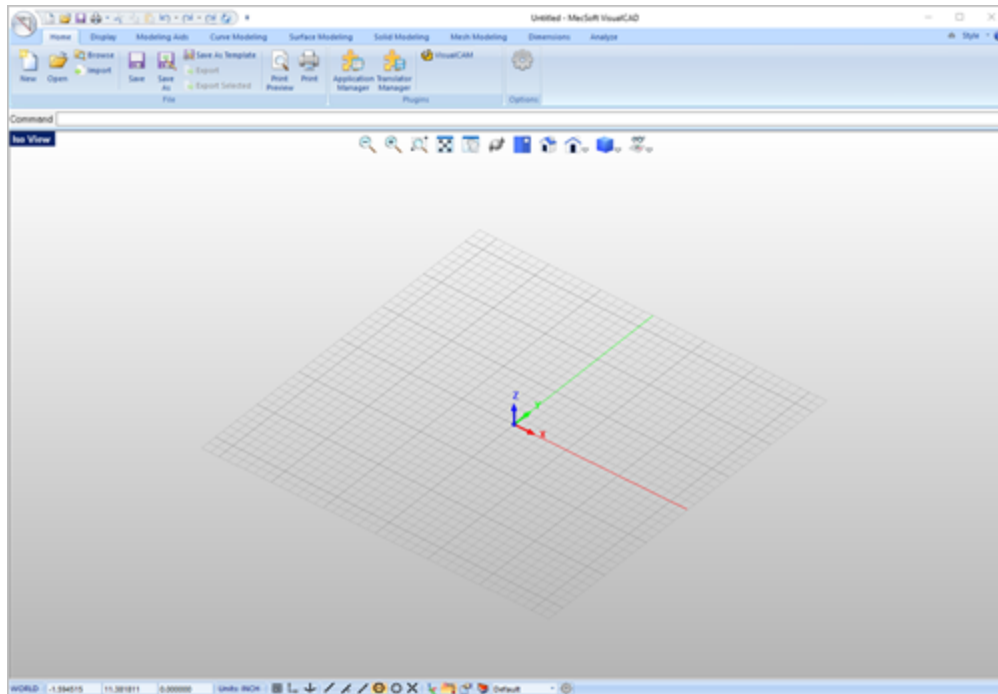 Untitled - MecSoft VisualCAD
Home Display Modeling Aids Curve Modeling Surface Modeling Solid Modeling Mesh Modeling Dimensions Analyze Style
New Open Browse Import Save Save As Save As Template Export Export Selected Print Preview Print Application Manager Translator Manager VisualCAM
File Plugins Options
Command
Iso View
Z
Y
X
WORLD -1.594515 11.381811 0.000000 Units: INCH Default